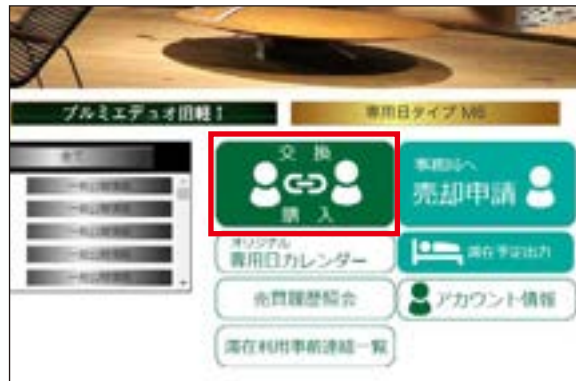 プルミエデュオ旧軽1
専用日タイプ M6
全て
交換
購入
事務局へ
売却申請
オリジナル
専用日カレンダー
滞在予定出力
売買履歴照会
アカウント情報
滞在利用事前連絡一覧